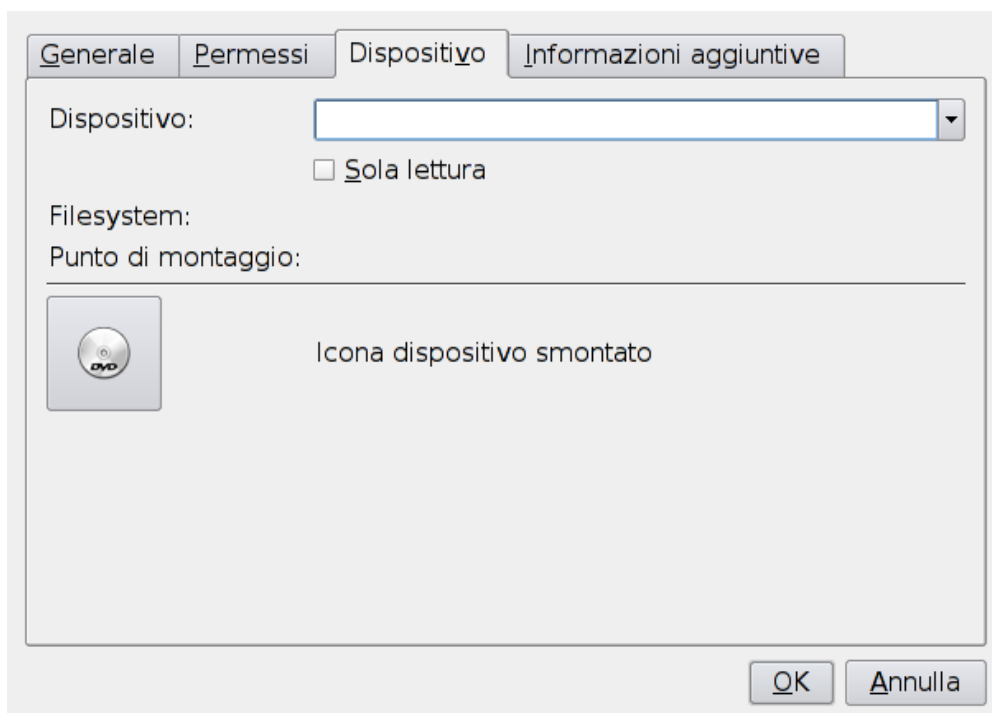 Generale Permessi Dispositivo Informazioni aggiuntive
Dispositivo:
Sola lettura
Filesystem:
Punto di montaggio:
DVD
Icona dispositivo smontato
OK Annulla